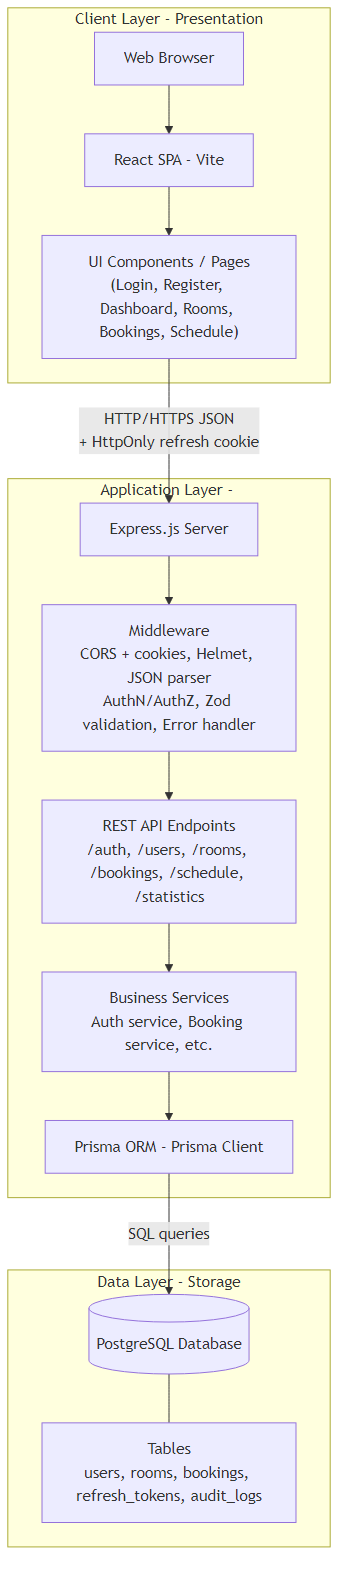 Client Layer - Presentation
Web Browser
React SPA - Vite
UI Components / Pages
(Login, Register,
Dashboard, Rooms,
Bookings, Schedule)
HTTP/HTTPS JSON
+ HttpOnly refresh cookie
Application Layer -
Express.js Server
Middleware
CORS + cookies, Helmet,
JSON parser
AuthN/AuthZ, Zod
validation, Error handler
REST API Endpoints
/auth, /users, /rooms,
/bookings, /schedule,
/statistics
Business Services
Auth service, Booking
service, etc.
Prisma ORM - Prisma Client
SQL queries
Data Layer - Storage
PostgreSQL Database
Tables
users, rooms, bookings,
refresh_tokens, audit_logs